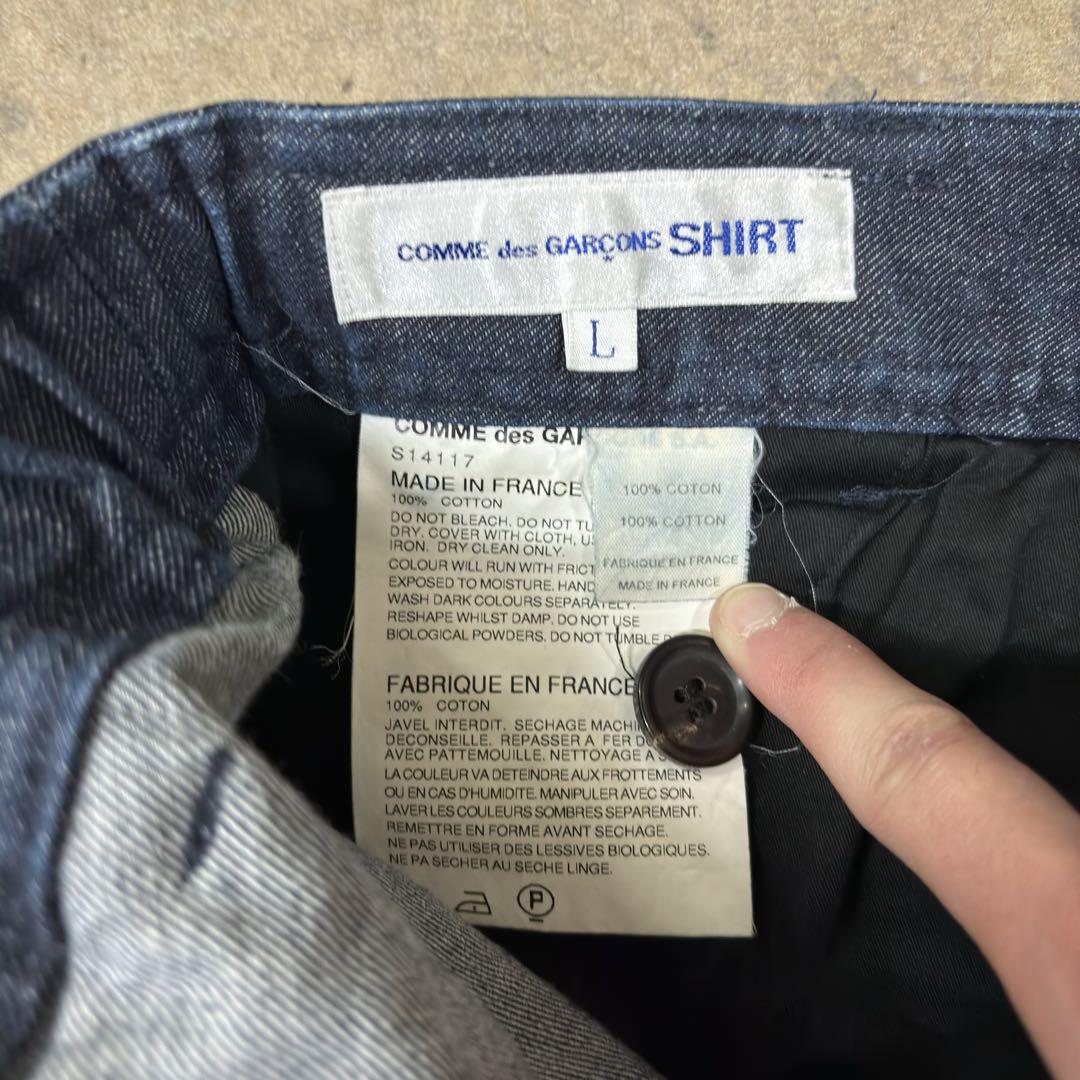 COMME des GARÇONS SHIRT
L
COMME des GAR
S14117
MADE IN FRANCE
100% COTTON
DO NOT BLEACH. DO NOT TU
DRY. COVER WITH CLOTH, U
IRON. DRY CLEAN ONLY.
COLOUR WILL RUN WITH FRICT
EXPOSED TO MOISTURE. HAND
WASH DARK COLOURS SEPARATELY.
RESHAPE WHILST DAMP. DO NOT USE
BIOLOGICAL POWDERS. DO NOT TUMBLE D
FABRIQUE EN FRANCE
100% COTON
JAVEL INTERDIT. SECHAGE MACHI
DECONSEILLE. REPASSER A FER D
AVEC PATTEMOUILLE. NETTOYAGE A S
LA COULEUR VA DETEINDRE AUX FROTTEMENTS
OU EN CAS D'HUMIDITE. MANIPULER AVEC SOIN.
LAVER LES COULEURS SOMBRES SEPAREMENT.
REMETTRE EN FORME AVANT SECHAGE.
NE PAS UTILISER DES LESSIVES BIOLOGIQUES.
NE PA SECHER AU SECHE LINGE.
P
100% COTON
100% COTTON
FABRIQUE EN FRANCE
MADE IN FRANCE